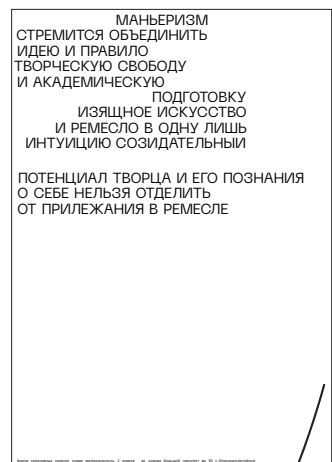 МАНЬЕРИЗМ
СТРЕМИТСЯ ОБЪЕДИНИТЬ
ИДЕЮ И ПРАВИЛО
ТВОРЧЕСКУЮ СВОБОДУ
И АКАДЕМИЧЕСКУЮ
ПОДГОТОВКУ
ИЗЯЩНОЕ ИСКУССТВО
И РЕМЕСЛО В ОДНУ ЛИШЬ
ИНТУИЦИЮ СОЗИДАТЕЛЬНЫИ
ПОТЕНЦИАЛ ТВОРЦА И ЕГО ПОЗНАНИЯ
О СЕБЕ НЕЛЬЗЯ ОТДЕЛИТЬ
ОТ ПРИЛЕЖАНИЯ В РЕМЕСЛЕ